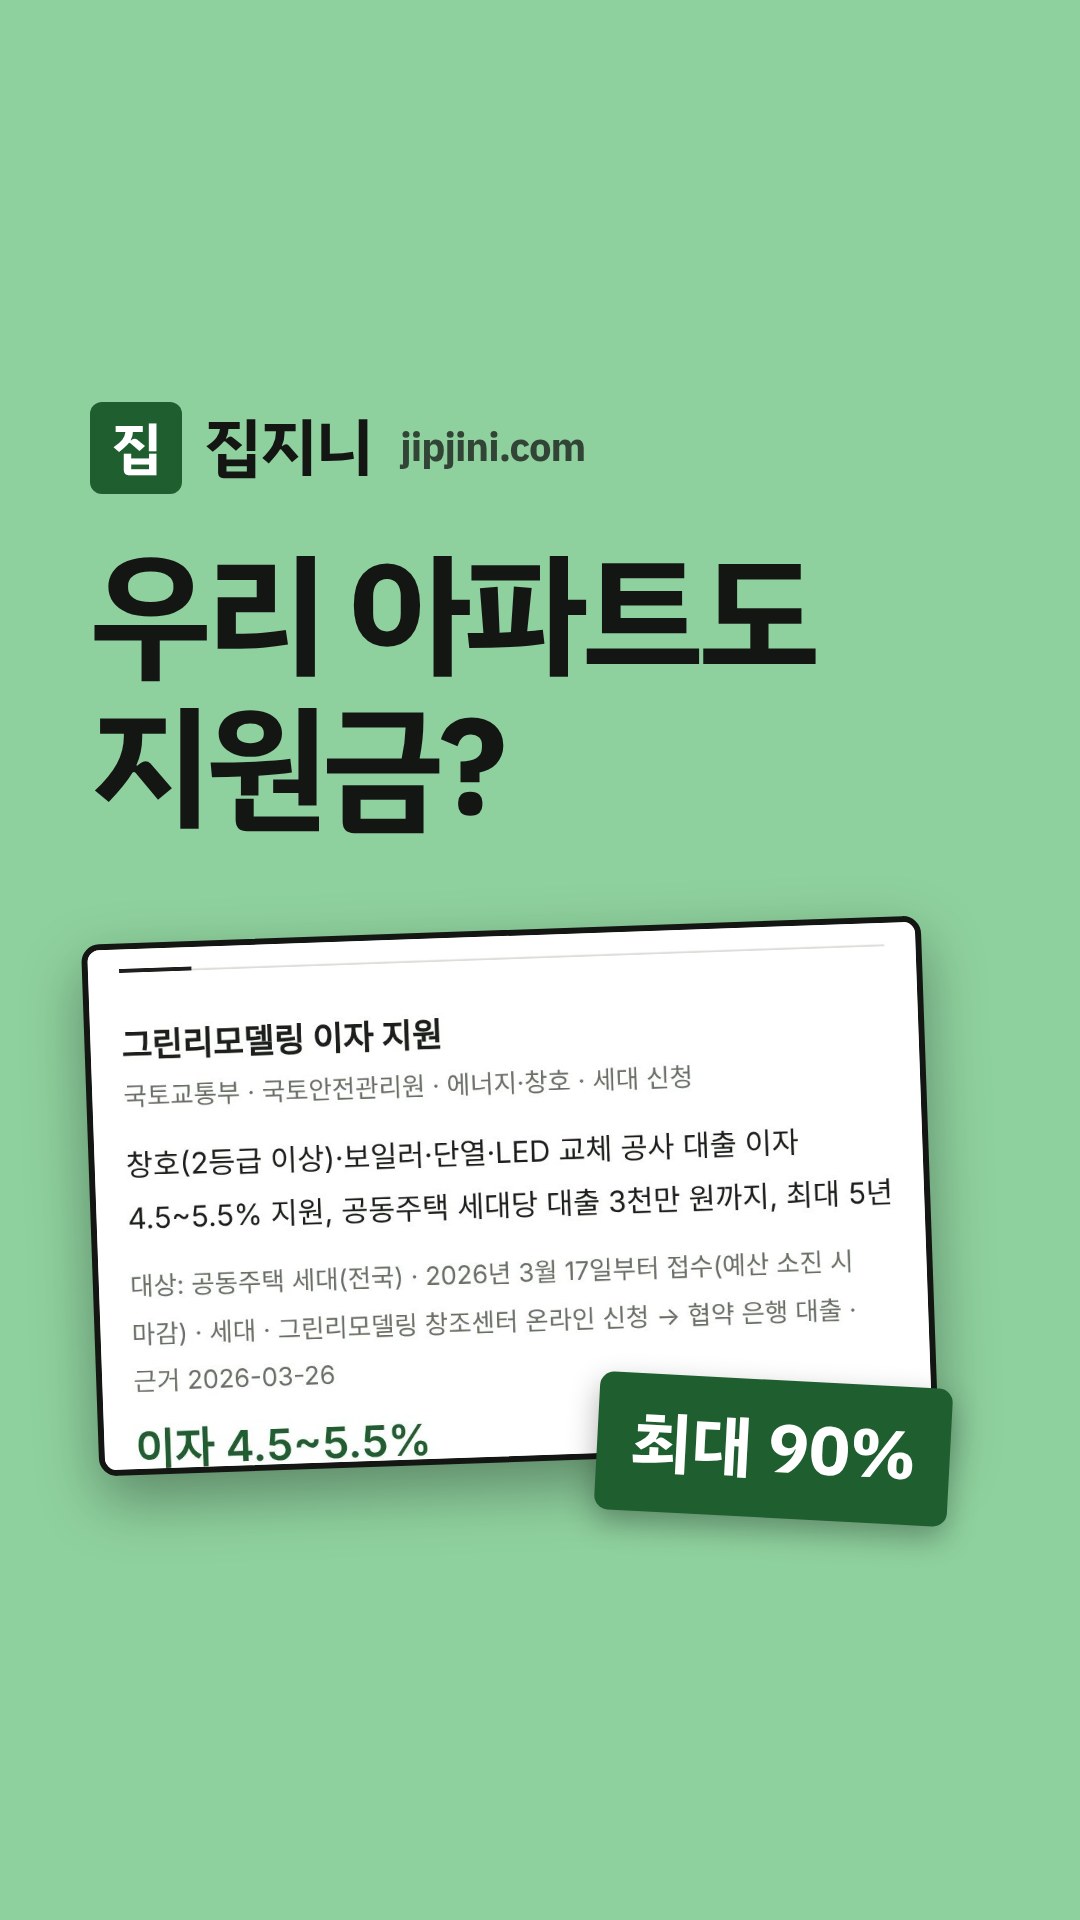 집 집지니 jipjini.com
우리 아파트도
지원금?
그린리모델링 이자 지원
국토교통부 · 국토안전관리원 · 에너지·창호 · 세대 신청
창호(2등급 이상)·보일러·단열·LED 교체 공사 대출 이자
4.5~5.5% 지원, 공동주택 세대당 대출 3천만 원까지, 최대 5년
대상: 공동주택 세대(전국) · 2026년 3월 17일부터 접수(예산 소진 시
마감) · 세대 · 그린리모델링 창조센터 온라인 신청 → 협약 은행 대출 ·
근거 2026-03-26
이자 4.5~5.5%
최대 90%